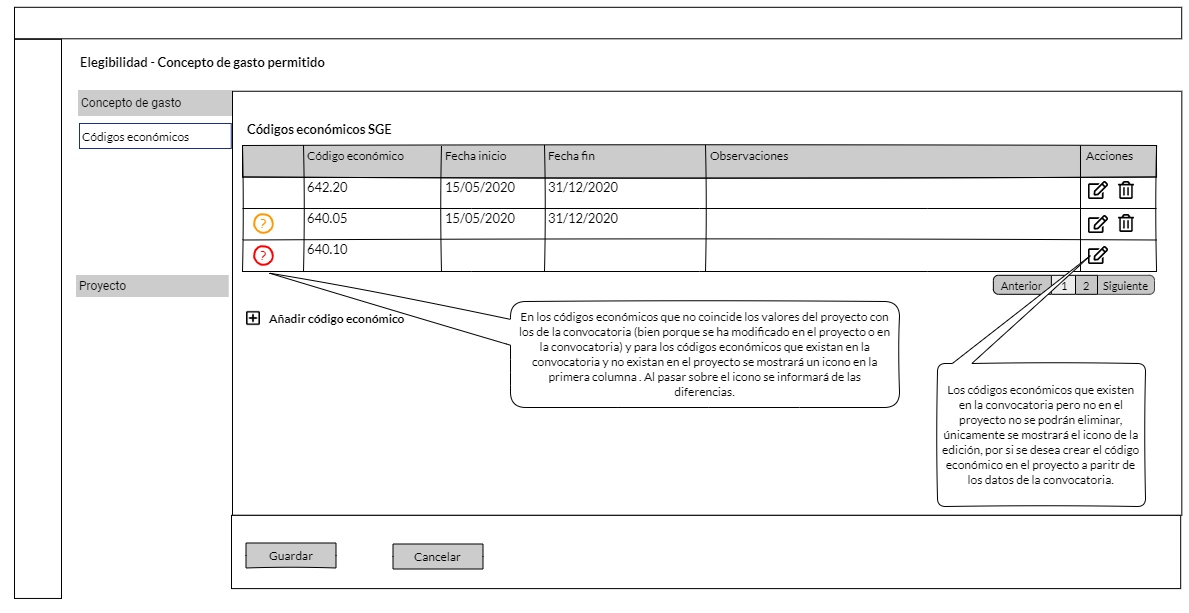 Elegibilidad - Concepto de gasto permitido
Concepto de gasto
Códigos económicos
Proyecto
Códigos económicos SGE
Código económico Fecha inicio Fecha fin Observaciones Acciones
642.20 15/05/2020 31/12/2020
? 640.05 15/05/2020 31/12/2020
? 640.10
Anterior 1 2 Siguiente
Añadir código económico
En los códigos económicos que no coincide los valores del proyecto con
los de la convocatoria (bien porque se ha modificado en el proyecto o en
la convocatoria) y para los códigos económicos que existan en la
convocatoria y no existan en el proyecto se mostrará un icono en la
primera columna . Al pasar sobre el icono se informará de las
diferencias.
Los códigos económicos que existen
en la convocatoria pero no en el
proyecto no se podrán eliminar,
únicamente se mostrará el icono de la
edición, por si se desea crear el código
económico en el proyecto a paritr de
los datos de la convocatoria.
Guardar Cancelar